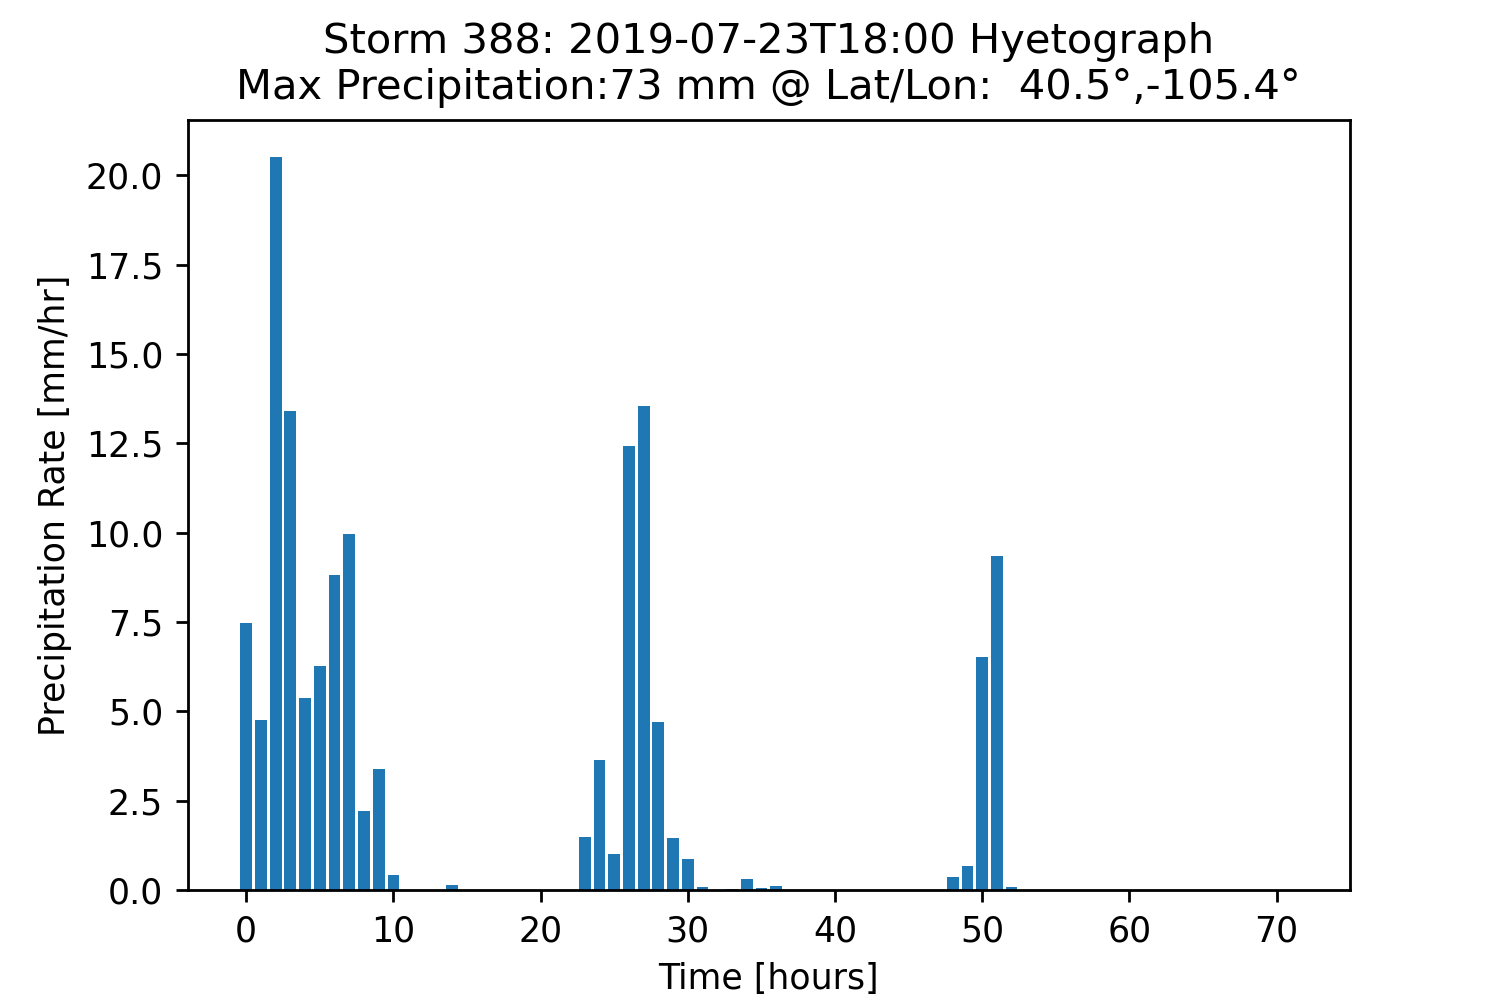 Storm 388: 2019-07-23T18:00 Hyetograph
Max Precipitation:73 mm @ Lat/Lon:  40.5°,-105.4°
Precipitation Rate [mm/hr]
20.0
17.5
15.0
12.5
10.0
7.5
5.0
2.5
0.0
0 10 20 30 40 50 60 70
Time [hours]